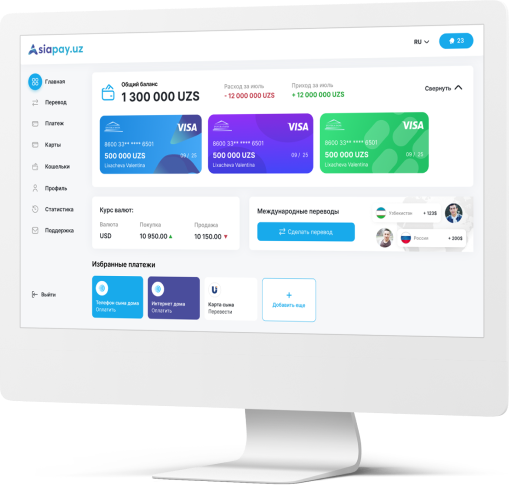 Asiapay.uz
RU
23
Главная
Перевод
Платеж
Карты
Кошельки
Профиль
Статистика
Поддержка
Выйти
Общий баланс
1 300 000 UZS
Расход за июль
- 12 000 000 UZS
Приход за июль
+ 12 000 000 UZS
Свернуть
VISA
8600 33** **** 6501
500 000 UZS
09 / 25
Lisacheva Valentina
VISA
8600 33** **** 6501
500 000 UZS
09 / 25
Lisacheva Valentina
VISA
8600 33** **** 6501
500 000 UZS
09 / 25
Lisacheva Valentina
Курс валют:
Валюта Покупка Продажа
USD 10 950.00 10 150.00
Международные переводы
Сделать перевод
Узбекистан + 123$
Россия + 200$
Избранные платежи
Телефон сына дома
Оплатить
Интернет дома
Оплатить
Карта сына
Перевести
Добавить еще